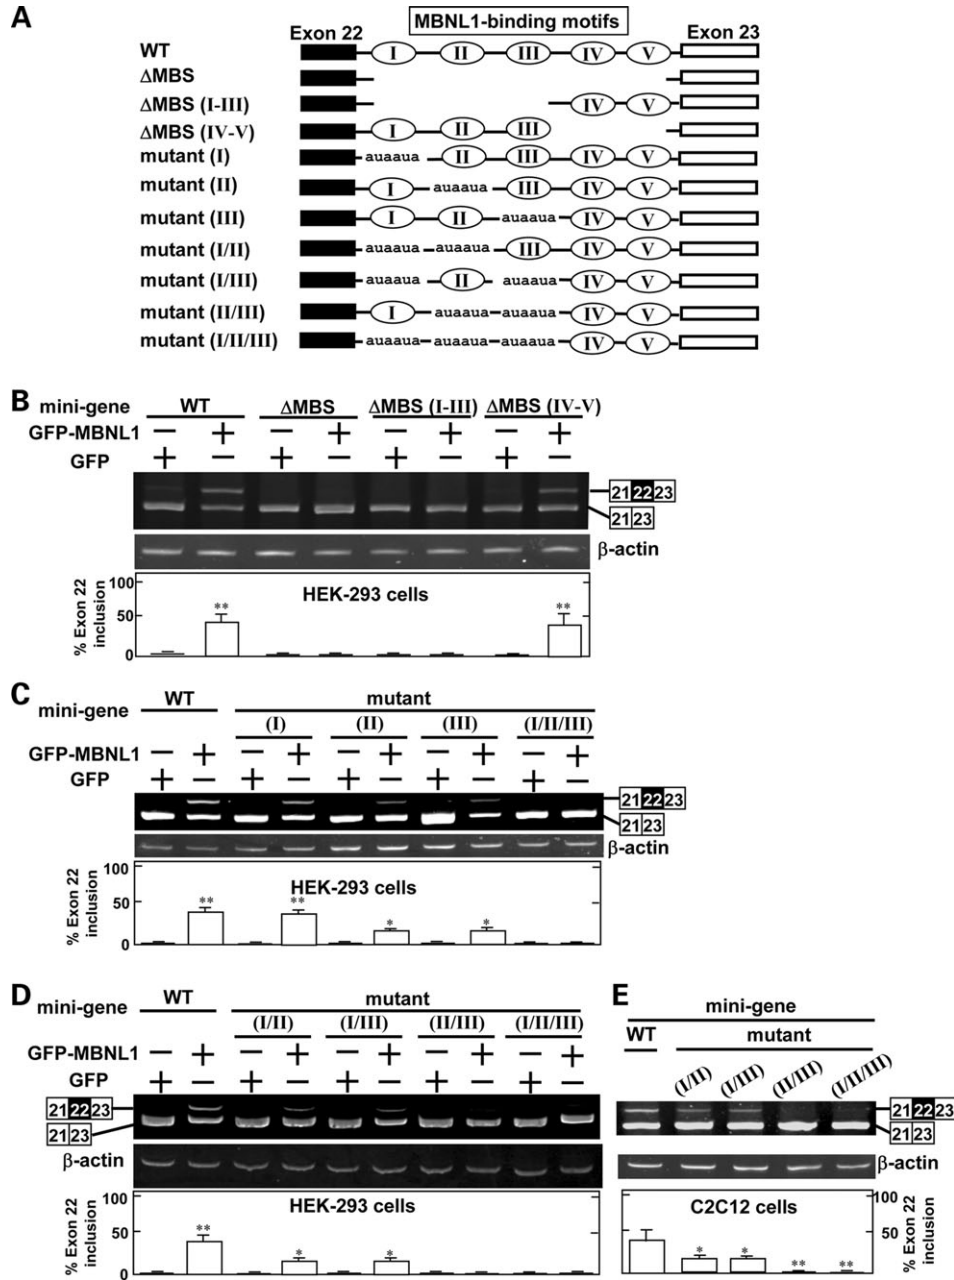 A
MBNL1-binding motifs
Exon 22 Exon 23
WT I II III IV V
ΔMBS
ΔMBS (I-III) IV V
ΔMBS (IV-V) I II III
mutant (I) auaaua II III IV V
mutant (II) I auaaua III IV V
mutant (III) I II auaaua IV V
mutant (I/II) auaaua auaaua III IV V
mutant (I/III) auaaua II auaaua IV V
mutant (II/III) I auaaua auaaua IV V
mutant (I/II/III) auaaua auaaua auaaua IV V
B
mini-gene WT ΔMBS ΔMBS (I-III) ΔMBS (IV-V)
GFP-MBNL1 − + − + − + − +
GFP + − + − + − + −
21 22 23
21 23
β-actin
% Exon 22 inclusion
100
50
0
HEK-293 cells
** **
C
mini-gene WT mutant
(I) (II) (III) (I/II/III)
GFP-MBNL1 − + − + − + − + − +
GFP + − + − + − + − + −
21 22 23
21 23
β-actin
% Exon 22 inclusion
100
50
0
HEK-293 cells
** ** * *
D
mini-gene WT mutant
(I/II) (I/III) (II/III) (I/II/III)
GFP-MBNL1 − + − + − + − + − +
GFP + − + − + − + − + −
21 22 23
21 23
β-actin
% Exon 22 inclusion
100
50
0
HEK-293 cells
** * *
E
mini-gene
WT mutant
(I/II) (I/III) (II/III) (I/II/III)
21 22 23
21 23
β-actin
C2C12 cells
* * ** **
100
50
0
% Exon 22 inclusion